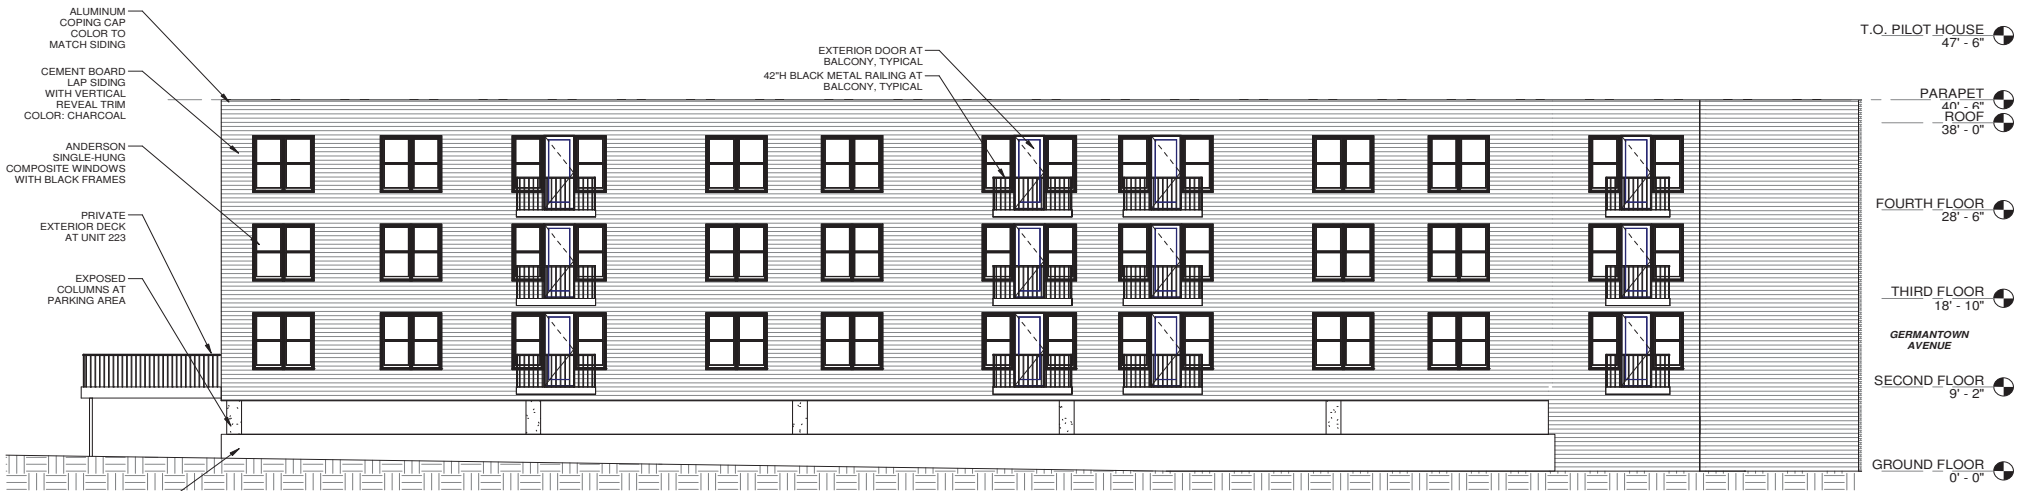 ALUMINUM
COPING CAP
COLOR TO
MATCH SIDING
CEMENT BOARD
LAP SIDING
WITH VERTICAL
REVEAL TRIM
COLOR: CHARCOAL
ANDERSON
SINGLE-HUNG
COMPOSITE WINDOWS
WITH BLACK FRAMES
PRIVATE
EXTERIOR DECK
AT UNIT 223
EXPOSED
COLUMNS AT
PARKING AREA
EXTERIOR DOOR AT
BALCONY, TYPICAL
42"H BLACK METAL RAILING AT
BALCONY, TYPICAL
T.O. PILOT HOUSE
47' - 6"
PARAPET
40' - 6"
ROOF
38' - 0"
FOURTH FLOOR
28' - 6"
THIRD FLOOR
18' - 10"
GERMANTOWN
AVENUE
SECOND FLOOR
9' - 2"
GROUND FLOOR
0' - 0"